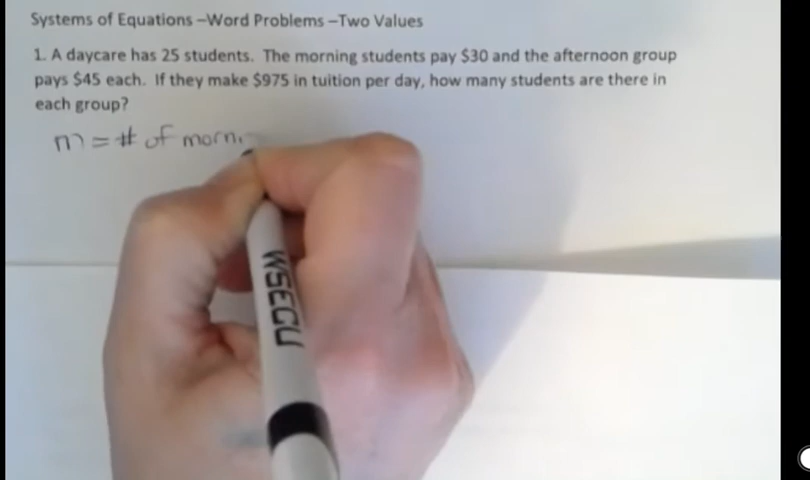 Systems of Equations –Word Problems –Two Values
1. A daycare has 25 students. The morning students pay $30 and the afternoon group
pays $45 each. If they make $975 in tuition per day, how many students are there in
each group?
m = # of morni
WSECU